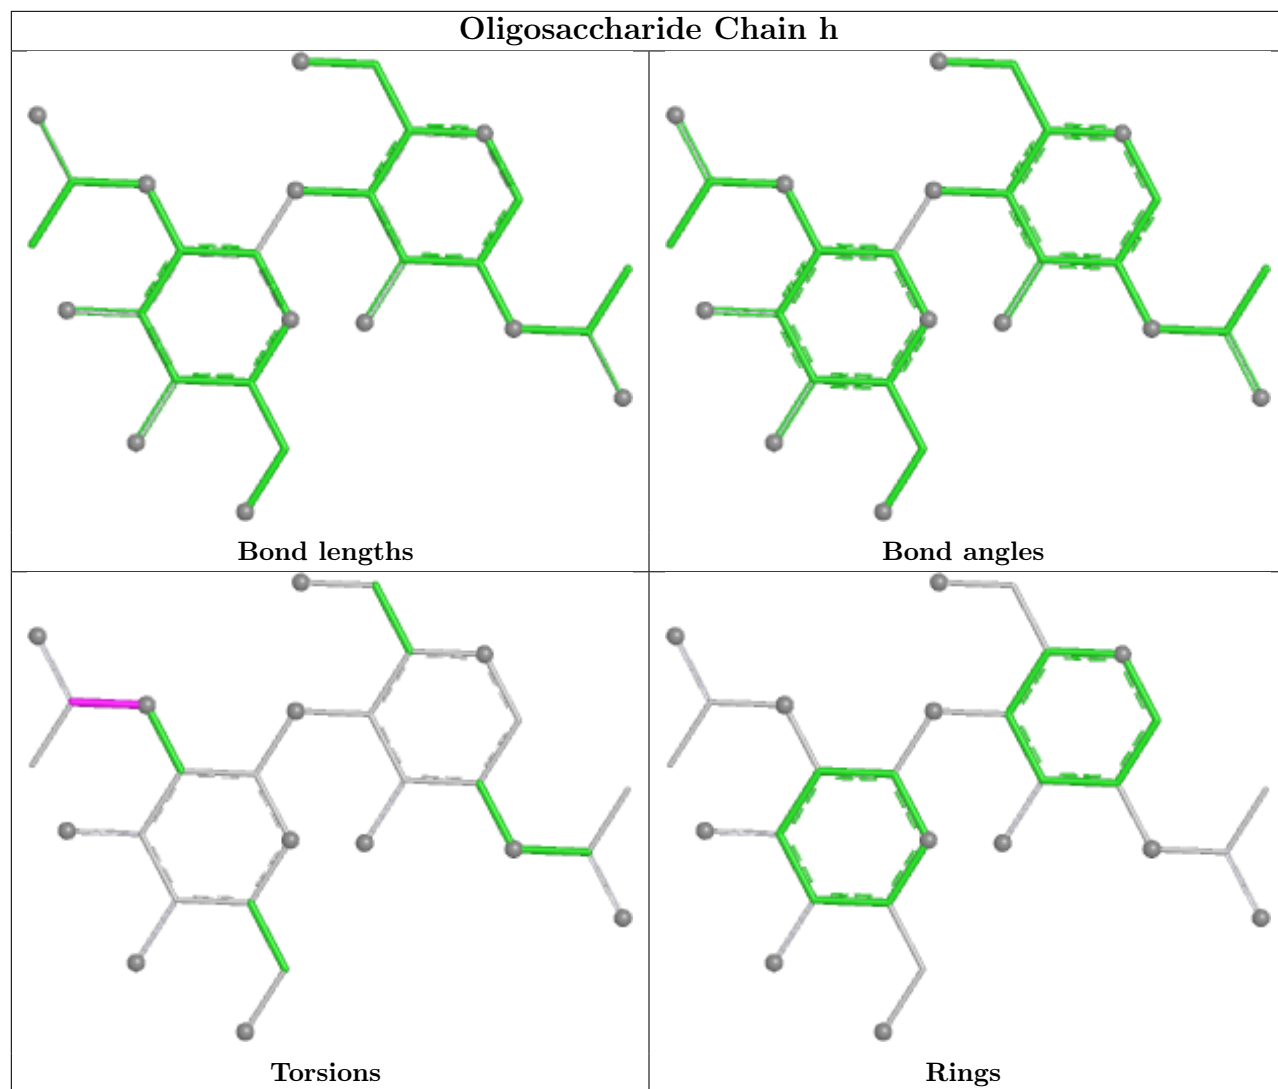 Oligosaccharide Chain h
Bond lengths
Bond angles
Torsions
Rings